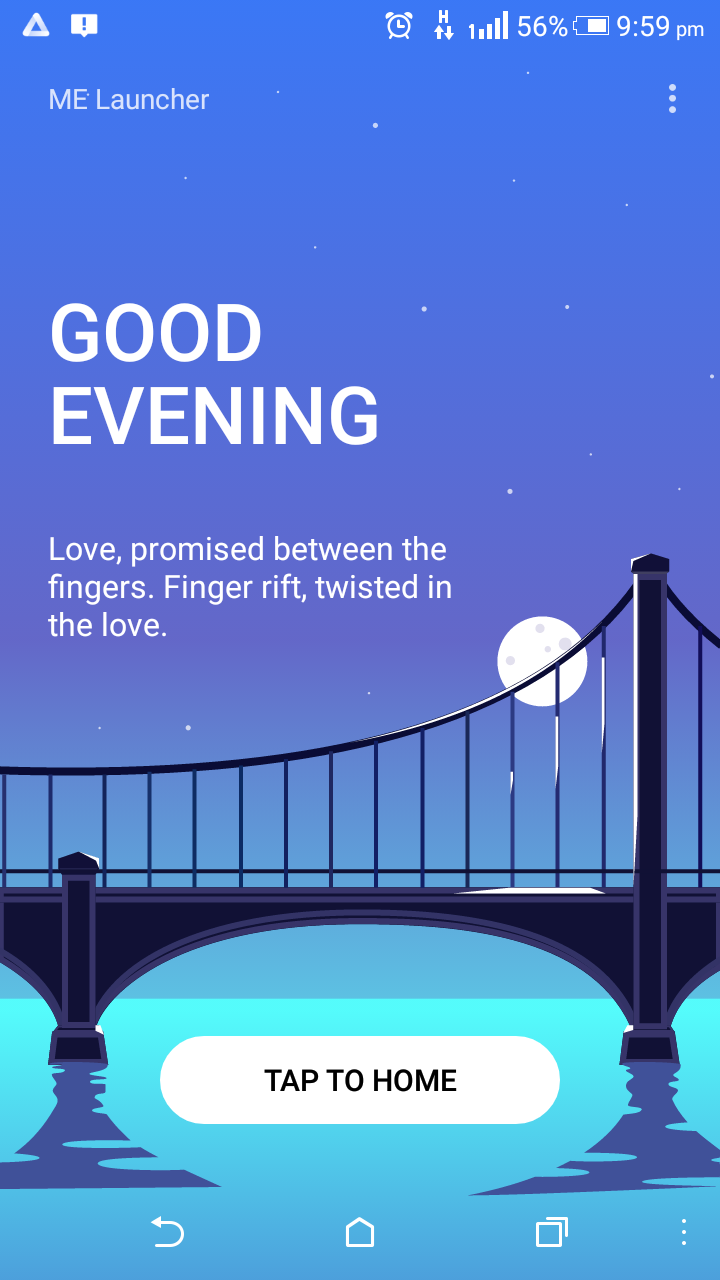 H 56% 9:59 pm
ME Launcher
GOOD
EVENING
Love, promised between the
fingers. Finger rift, twisted in
the love.
TAP TO HOME